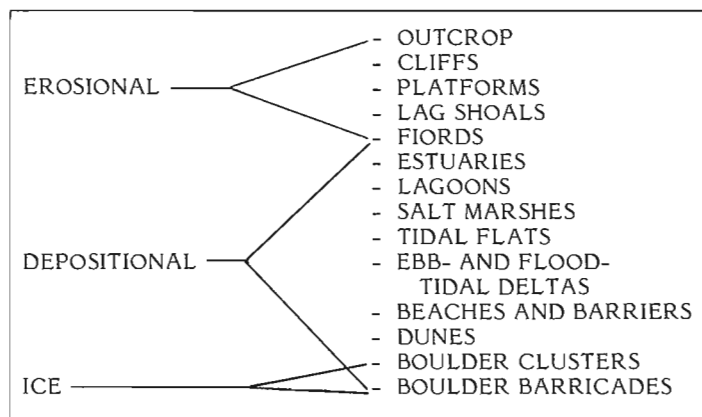 - OUTCROP
- CLIFFS
EROSIONAL - PLATFORMS
- LAG SHOALS
- FIORDS
- ESTUARIES
- LAGOONS
- SALT MARSHES
- TIDAL FLATS
DEPOSITIONAL - EBB- AND FLOOD-
TIDAL DELTAS
- BEACHES AND BARRIERS
- DUNES
- BOULDER CLUSTERS
ICE - BOULDER BARRICADES